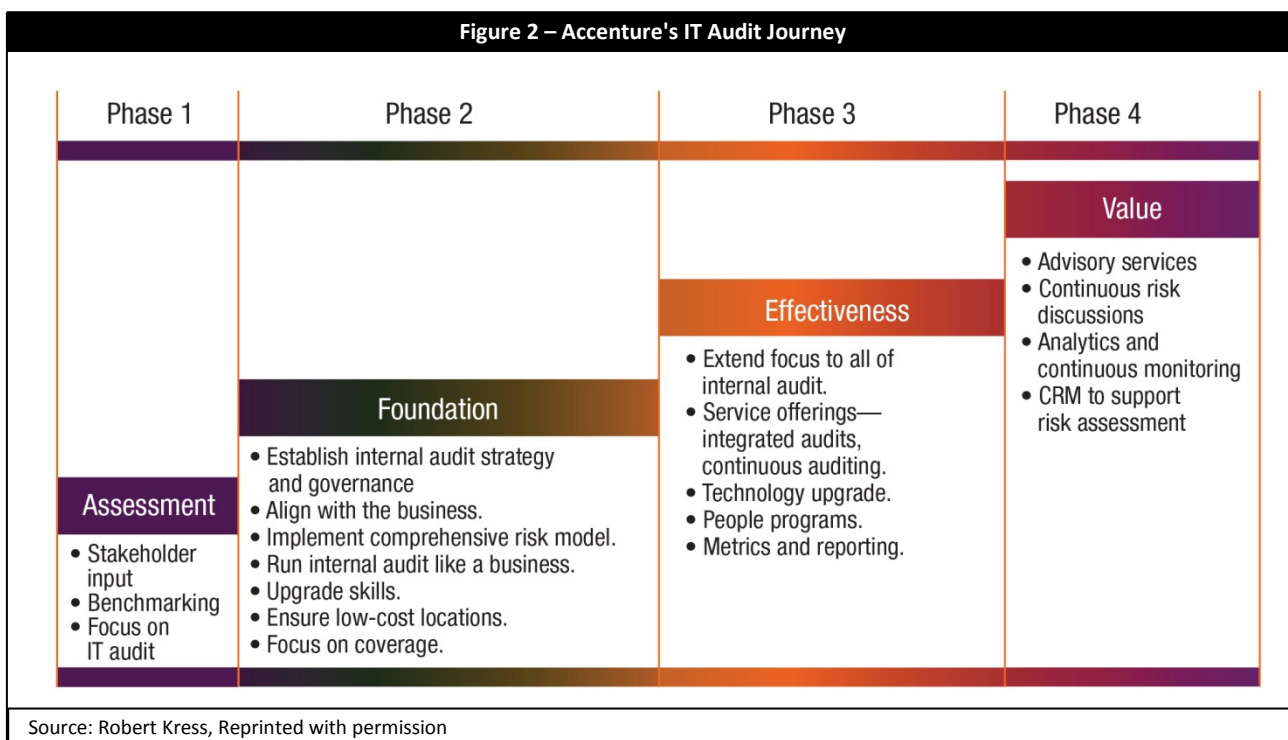 Figure 2 – Accenture's IT Audit Journey
Phase 1
Phase 2
Phase 3
Phase 4
Assessment
• Stakeholder
input
• Benchmarking
• Focus on
IT audit
Foundation
• Establish internal audit strategy
and governance
• Align with the business.
• Implement comprehensive risk model.
• Run internal audit like a business.
• Upgrade skills.
• Ensure low-cost locations.
• Focus on coverage.
Effectiveness
• Extend focus to all of
internal audit.
• Service offerings—
integrated audits,
continuous auditing.
• Technology upgrade.
• People programs.
• Metrics and reporting.
Value
• Advisory services
• Continuous risk
discussions
• Analytics and
continuous monitoring
• CRM to support
risk assessment
Source: Robert Kress, Reprinted with permission